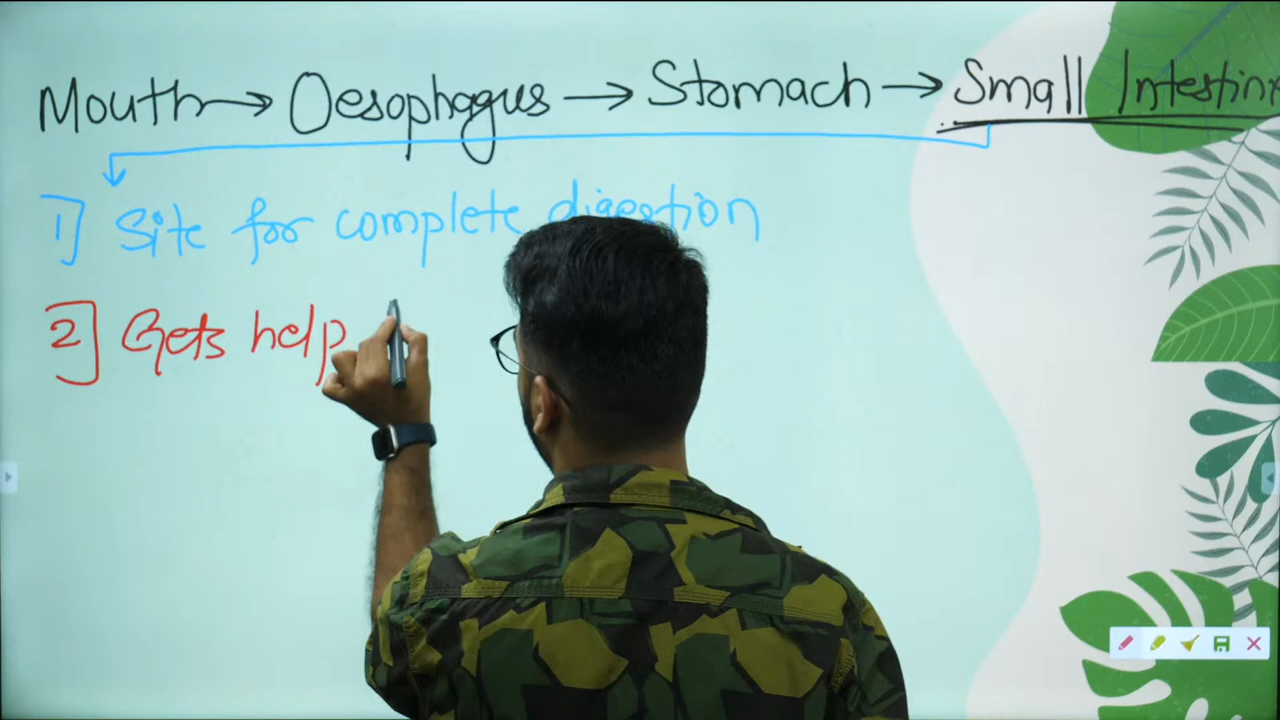 Mouth → Oesophagus → Stomach → Small Intestin
1] Site for complete digestion
2] Gets help